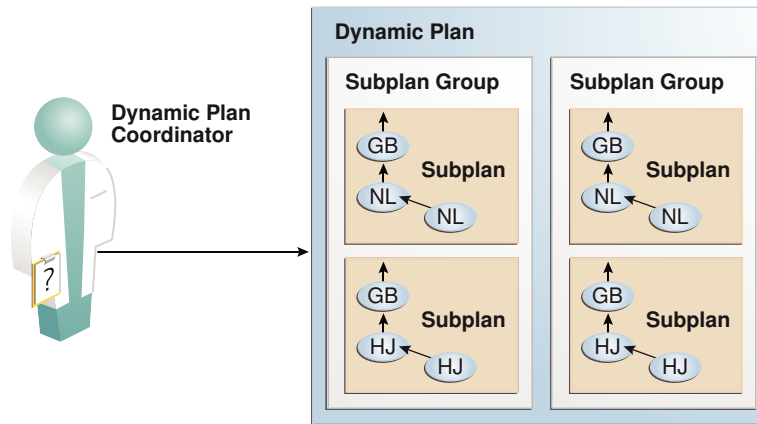 Dynamic Plan
Dynamic Plan
Coordinator
?
Subplan Group
GB
Subplan
NL
NL
GB
Subplan
HJ
HJ
Subplan Group
GB
Subplan
NL
NL
GB
Subplan
HJ
HJ